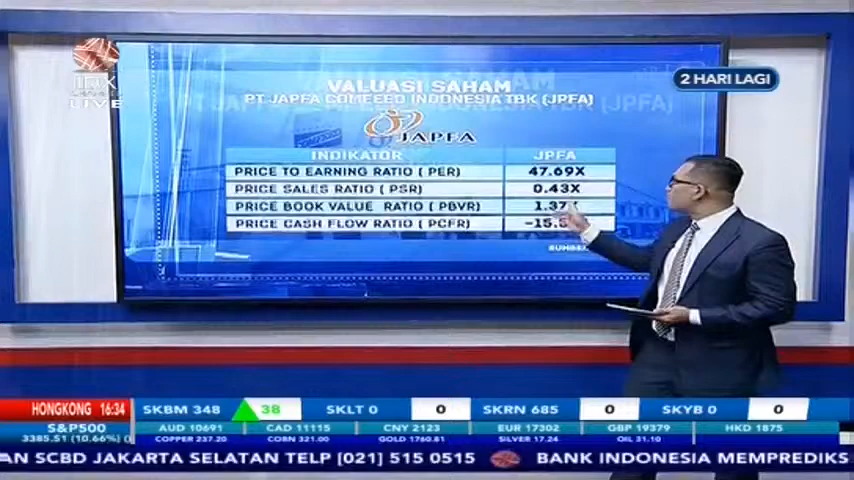 IDX
LIVE
2 HARI LAGI
VALUASI SAHAM
PT JAPFA COMFEED INDONESIA TBK (JPFA)
JAPFA
INDIKATOR JPFA
PRICE TO EARNING RATIO ( PER) 47.69X
PRICE SALES RATIO ( PSR) 0.43X
PRICE BOOK VALUE RATIO ( PBVR) 1.37X
PRICE CASH FLOW RATIO ( PCFR)
HONGKONG 16:34 SKBM 348 38 SKLT 0 0 SKRN 685 0 SKYB 0 0
S&P500 AUD 10691 CAD 11115 CNY 2123 EUR 17302 GBP 19379 HKD 1875
3385.51 (10.66%) COPPER 237.20 CORN 321.00 GOLD 1760.81 SILVER 17.24 OIL 31.10
AN SCBD JAKARTA SELATAN TELP [021] 515 0515 BANK INDONESIA MEMPREDIKS